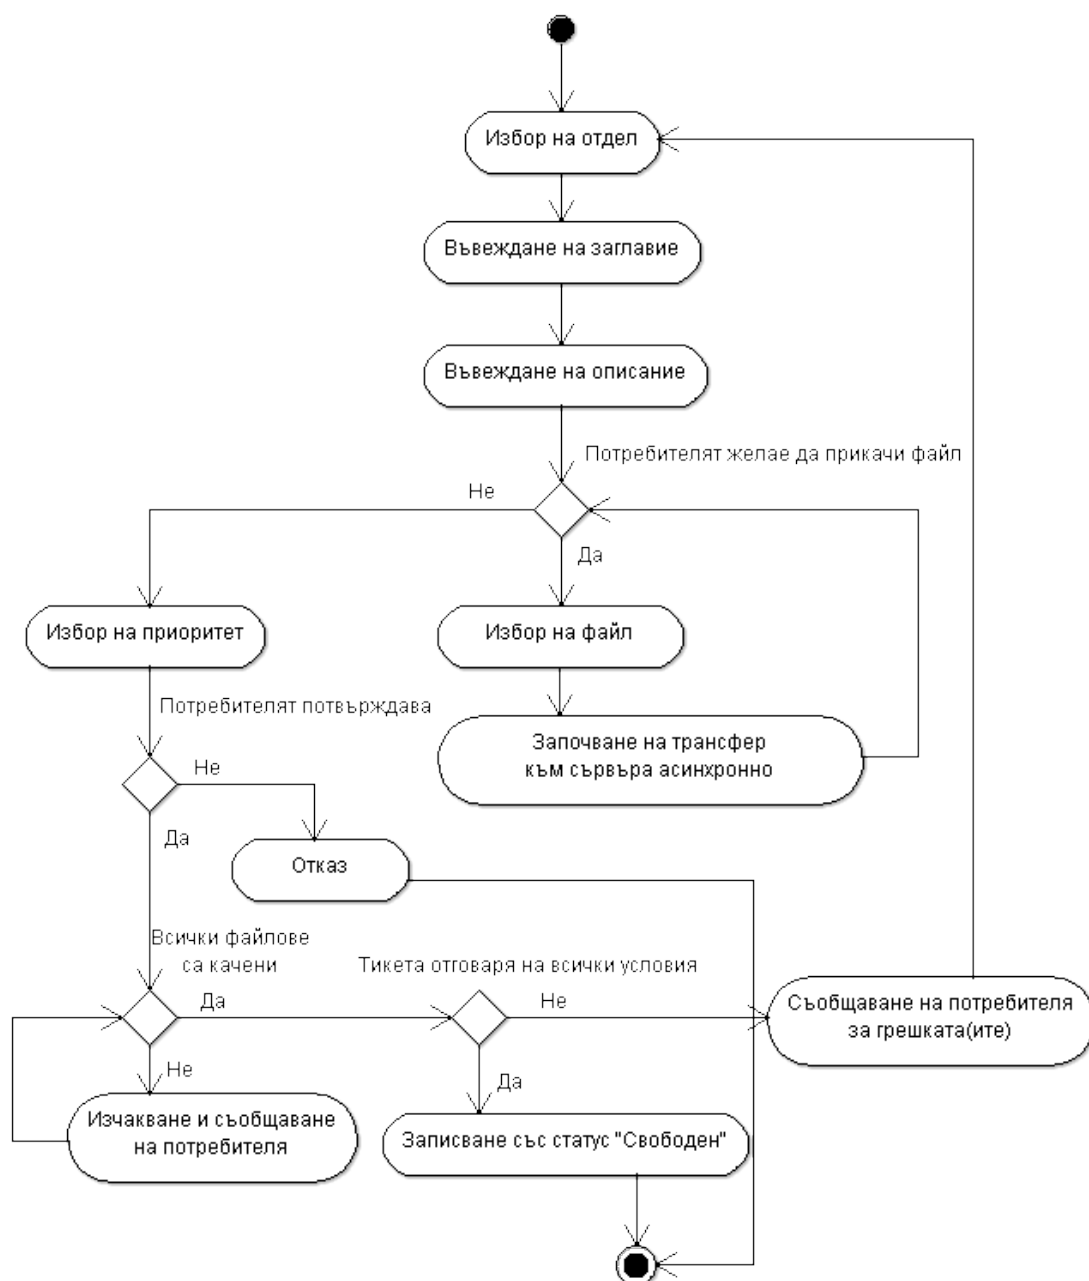 Избор на отдел
Въвеждане на заглавие
Въвеждане на описание
Потребителят желае да прикачи файл
Не
Да
Избор на приоритет
Избор на файл
Потребителят потвърждава
Започване на трансфер
към сървъра асинхронно
Не
Да
Отказ
Всички файлове
са качени
Тикета отговаря на всички условия
Да
Не
Съобщаване на потребителя
за грешката(ите)
Не
Да
Изчакване и съобщаване
на потребителя
Записване със статус "Свободен"